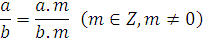 a/b = a.m/b.m (m ∈ Z, m ≠ 0)